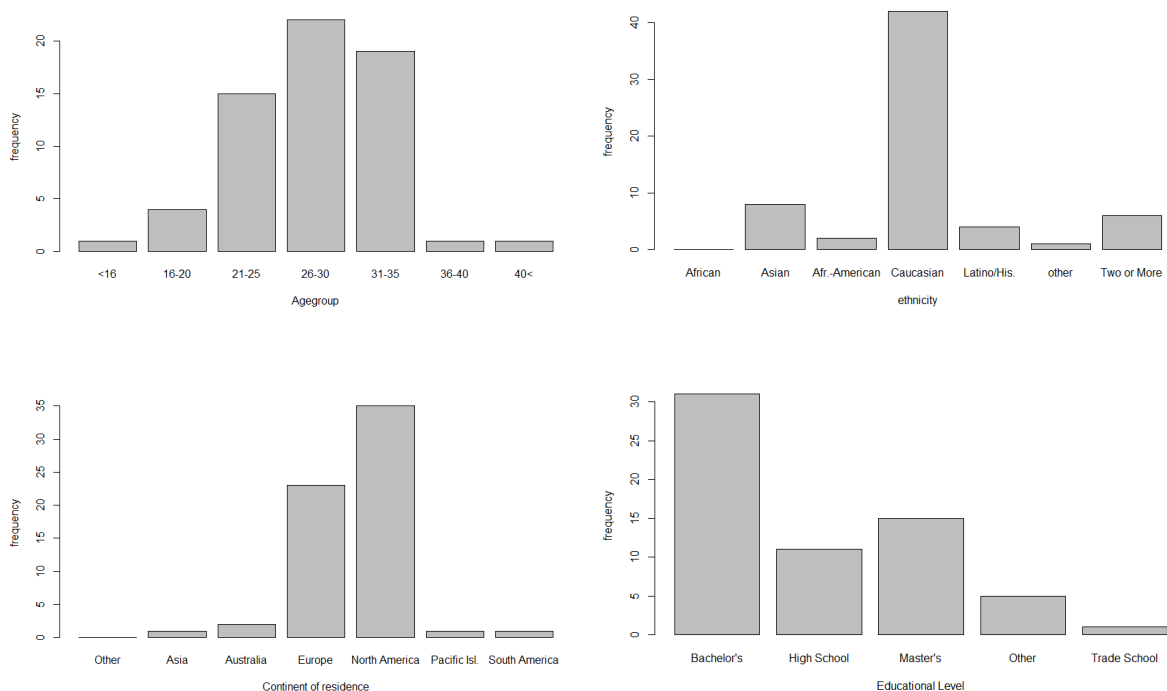 frequency
20
15
10
5
0
<16 16-20 21-25 26-30 31-35 36-40 40<
Agegroup
frequency
40
30
20
10
0
African Asian Afr.-American Caucasian Latino/His. other Two or More
ethnicity
frequency
35
30
25
20
15
10
5
0
Other Asia Australia Europe North America Pacific Isl. South America
Continent of residence
frequency
30
25
20
15
10
5
0
Bachelor's High School Master's Other Trade School
Educational Level